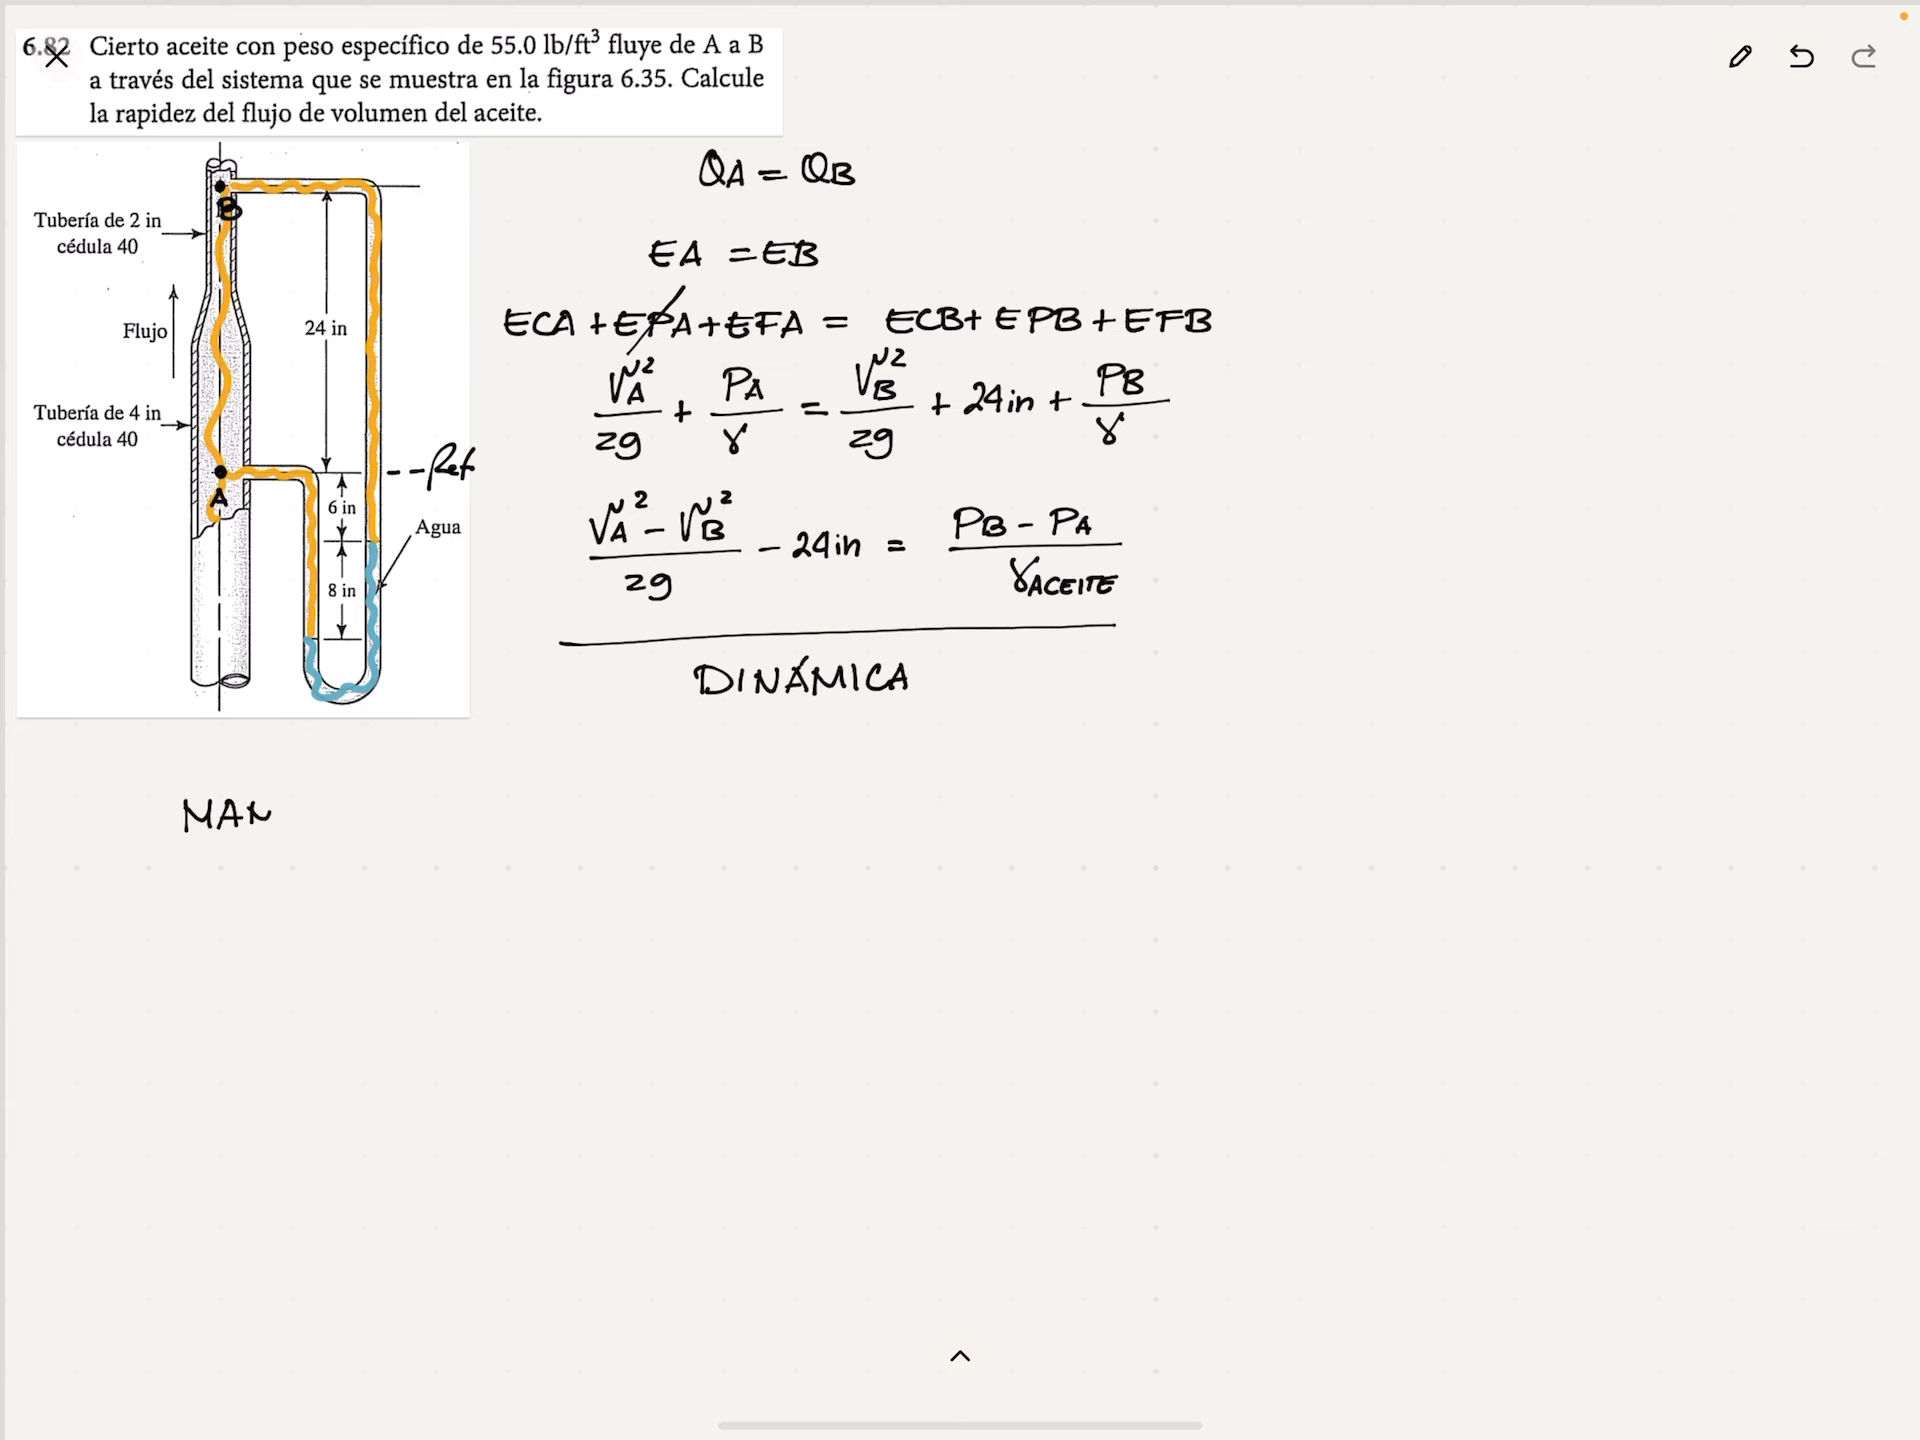 6.82 Cierto aceite con peso específico de 55.0 lb/ft³ fluye de A a B
a través del sistema que se muestra en la figura 6.35. Calcule
la rapidez del flujo de volumen del aceite.
B
Tubería de 2 in
cédula 40
Flujo
24 in
Tubería de 4 in
cédula 40
A
6 in
Agua
8 in
--Ref
QA = QB
EA = EB
ECA + EPA + EFA = ECB + EPB + EFB
VA²/2g + PA/γ = VB²/2g + 24in + PB/γ
VA² - VB²/2g - 24in = PB - PA/γACEITE
DINÁMICA
MAN